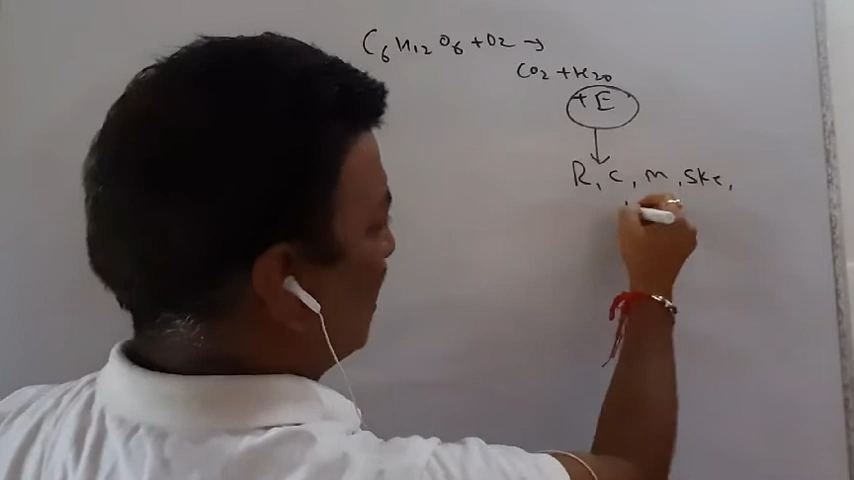 C6H12O6+O2→
CO2+H2O
+E
R, C, m, Ske,